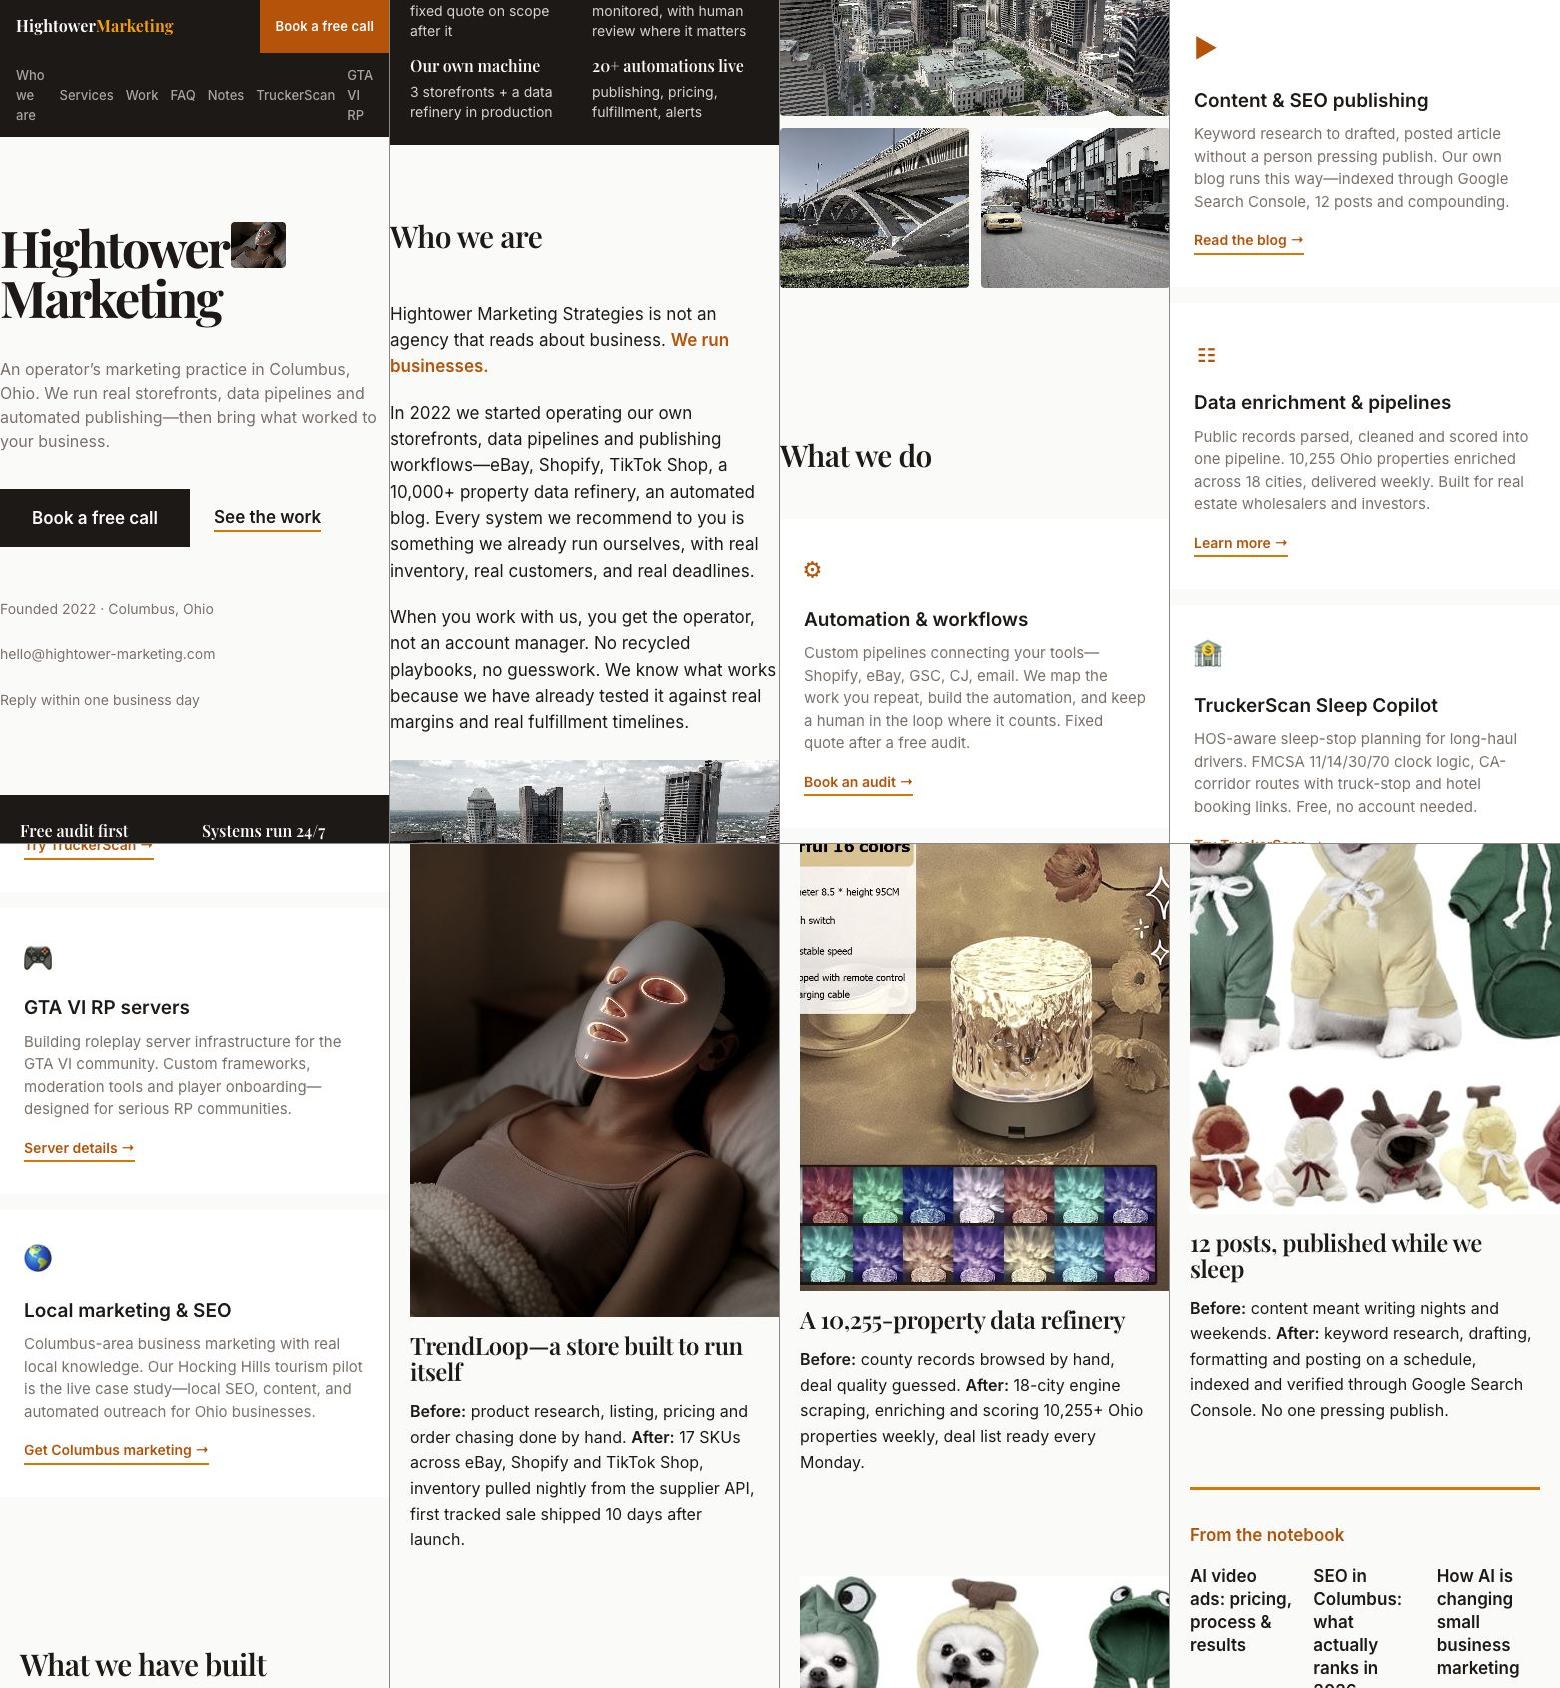 HightowerMarketing
Book a free call
Who we are
Services
Work
FAQ
Notes
TruckerScan
GTA VI RP
Hightower
Marketing
An operator’s marketing practice in Columbus,
Ohio. We run real storefronts, data pipelines and
automated publishing—then bring what worked to
your business.
Book a free call
See the work
Founded 2022 · Columbus, Ohio
hello@hightower-marketing.com
Reply within one business day
Free audit first
Systems run 24/7
fixed quote on scope
after it
monitored, with human
review where it matters
Our own machine
3 storefronts + a data
refinery in production
20+ automations live
publishing, pricing,
fulfillment, alerts
Who we are
Hightower Marketing Strategies is not an
agency that reads about business. We run
businesses.
In 2022 we started operating our own
storefronts, data pipelines and publishing
workflows—eBay, Shopify, TikTok Shop, a
10,000+ property data refinery, an automated
blog. Every system we recommend to you is
something we already run ourselves, with real
inventory, real customers, and real deadlines.
When you work with us, you get the operator,
not an account manager. No recycled
playbooks, no guesswork. We know what works
because we have already tested it against real
margins and real fulfillment timelines.
What we do
Automation & workflows
Custom pipelines connecting your tools—
Shopify, eBay, GSC, CJ, email. We map the
work you repeat, build the automation, and keep
a human in the loop where it counts. Fixed
quote after a free audit.
Book an audit →
Content & SEO publishing
Keyword research to drafted, posted article
without a person pressing publish. Our own
blog runs this way—indexed through Google
Search Console, 12 posts and compounding.
Read the blog →
Data enrichment & pipelines
Public records parsed, cleaned and scored into
one pipeline. 10,255 Ohio properties enriched
across 18 cities, delivered weekly. Built for real
estate wholesalers and investors.
Learn more →
TruckerScan Sleep Copilot
HOS-aware sleep-stop planning for long-haul
drivers. FMCSA 11/14/30/70 clock logic, CA-
corridor routes with truck-stop and hotel
booking links. Free, no account needed.
Try TruckerScan →
Try TruckerScan →
GTA VI RP servers
Building roleplay server infrastructure for the
GTA VI community. Custom frameworks,
moderation tools and player onboarding—
designed for serious RP communities.
Server details →
Local marketing & SEO
Columbus-area business marketing with real
local knowledge. Our Hocking Hills tourism pilot
is the live case study—local SEO, content, and
automated outreach for Ohio businesses.
Get Columbus marketing →
What we have built
TrendLoop—a store built to run
itself
Before: product research, listing, pricing and
order chasing done by hand. After: 17 SKUs
across eBay, Shopify and TikTok Shop,
inventory pulled nightly from the supplier API,
first tracked sale shipped 10 days after
launch.
rful 16 colors
eter 8.5 * height 95CM
h switch
stable speed
pped with remote control
arging cable
A 10,255-property data refinery
Before: county records browsed by hand,
deal quality guessed. After: 18-city engine
scraping, enriching and scoring 10,255+ Ohio
properties weekly, deal list ready every
Monday.
12 posts, published while we
sleep
Before: content meant writing nights and
weekends. After: keyword research, drafting,
formatting and posting on a schedule,
indexed and verified through Google Search
Console. No one pressing publish.
From the notebook
AI video
ads: pricing,
process &
results
SEO in
Columbus:
what
actually
ranks in
2026
How AI is
changing
small
business
marketing